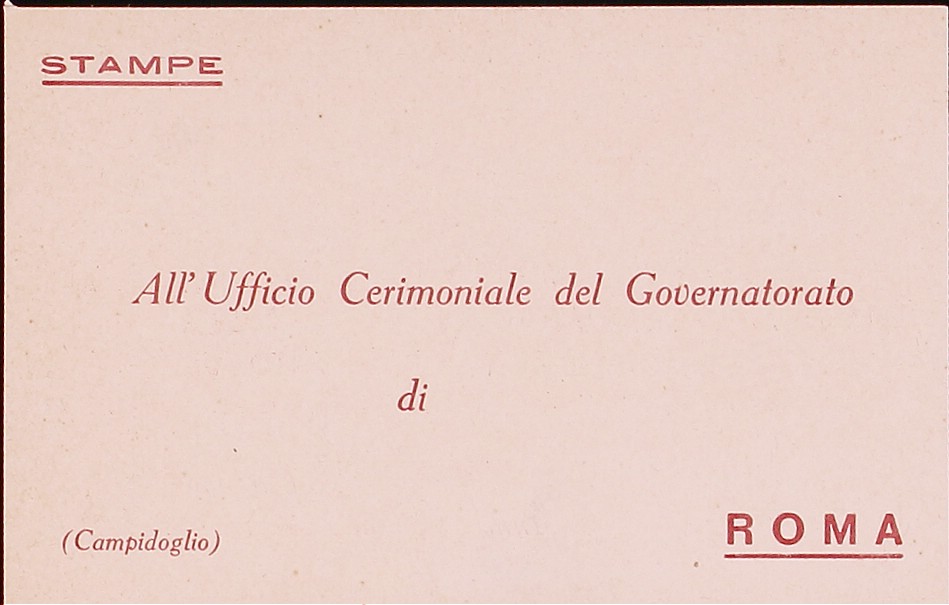 STAMPE
All' Ufficio Cerimoniale del Governatorato
di
(Campidoglio)
ROMA